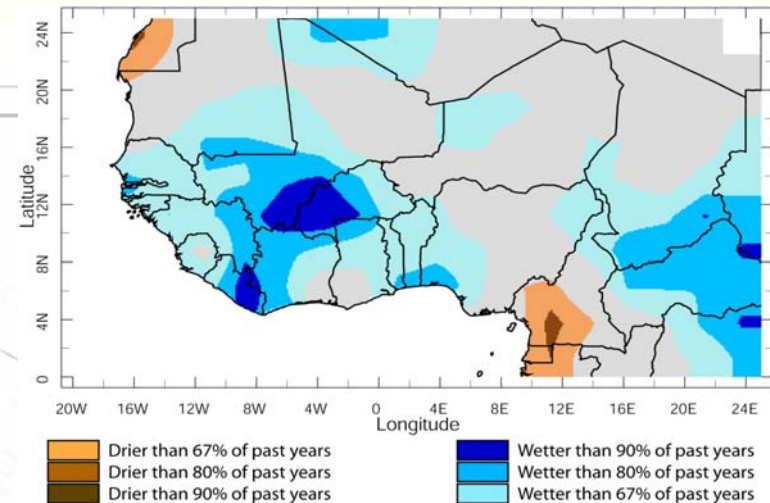 24N
20N
16N
12N
8N
4N
0
Latitude
20W 16W 12W 8W 4W 0 4E 8E 12E 16E 20E 24E
Longitude
Drier than 67% of past years
Drier than 80% of past years
Drier than 90% of past years
Wetter than 90% of past years
Wetter than 80% of past years
Wetter than 67% of past years